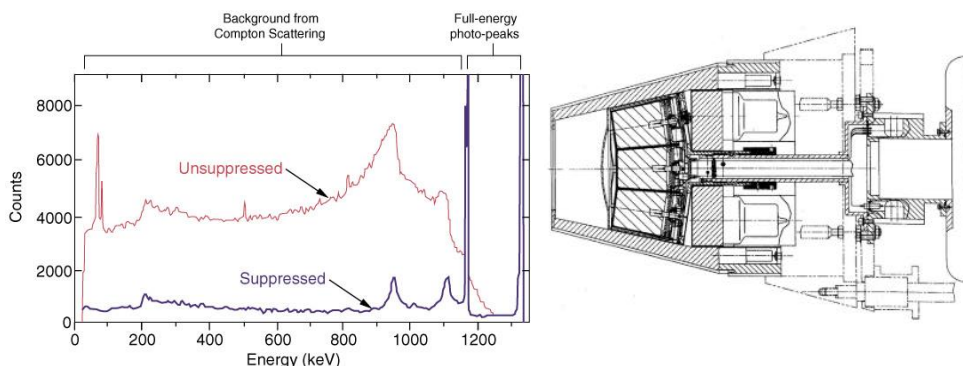 Background from
Compton Scattering
Full-energy
photo-peaks
8000
6000
4000
2000
0
Counts
Unsuppressed
Suppressed
0 200 400 600 800 1000 1200
Energy (keV)